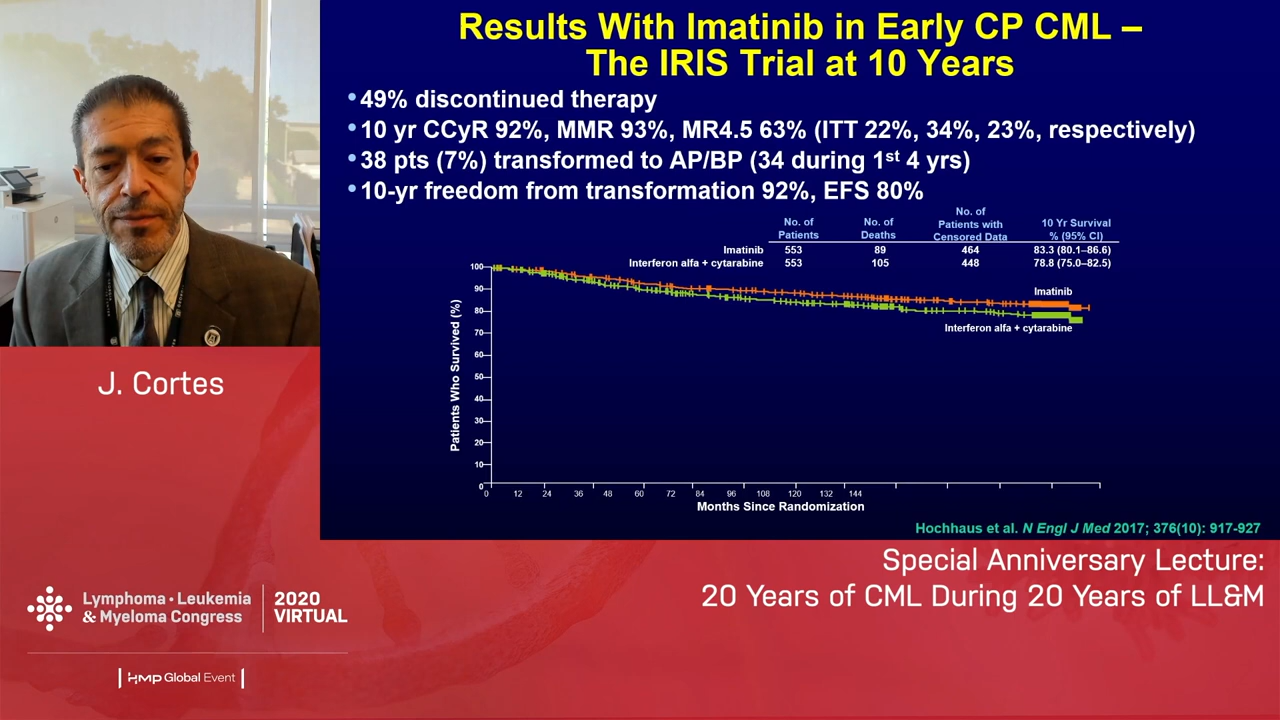 Results With Imatinib in Early CP CML –
The IRIS Trial at 10 Years
•49% discontinued therapy
•10 yr CCyR 92%, MMR 93%, MR4.5 63% (ITT 22%, 34%, 23%, respectively)
•38 pts (7%) transformed to AP/BP (34 during 1st 4 yrs)
•10-yr freedom from transformation 92%, EFS 80%
No. of Patients No. of Deaths No. of Patients with Censored Data 10 Yr Survival % (95% CI)
Imatinib 553 89 464 83.3 (80.1–86.6)
Interferon alfa + cytarabine 553 105 448 78.8 (75.0–82.5)
Patients Who Survived (%)
100
90
80
70
60
50
40
30
20
10
0
Imatinib
Interferon alfa + cytarabine
0 12 24 36 48 60 72 84 96 108 120 132 144
Months Since Randomization
Hochhaus et al. N Engl J Med 2017; 376(10): 917-927
J. Cortes
Special Anniversary Lecture:
20 Years of CML During 20 Years of LL&M
Lymphoma • Leukemia
& Myeloma Congress
2020
VIRTUAL
HMP Global Event